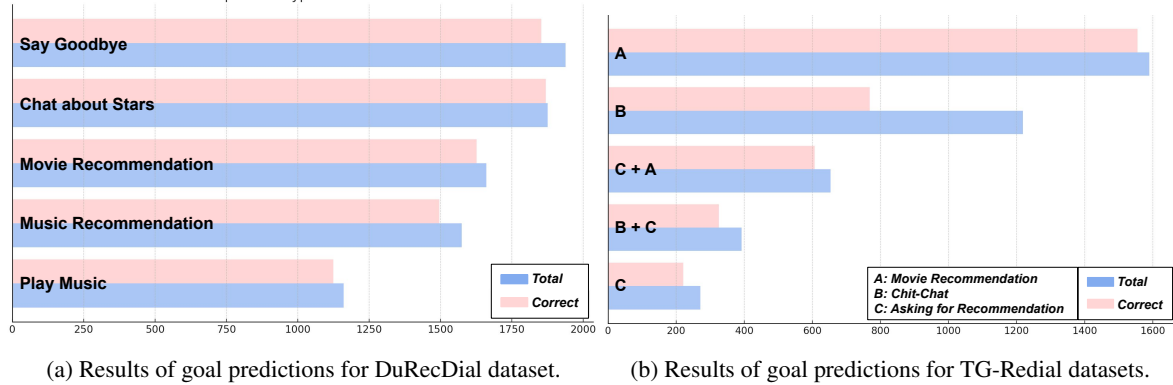 Say Goodbye
Chat about Stars
Movie Recommendation
Music Recommendation
Play Music
Total
Correct
0 250 500 750 1000 1250 1500 1750 2000
(a) Results of goal predictions for DuRecDial dataset.
A
B
C + A
B + C
C
A: Movie Recommendation
B: Chit-Chat
C: Asking for Recommendation
Total
Correct
0 200 400 600 800 1000 1200 1400 1600
(b) Results of goal predictions for TG-Redial datasets.